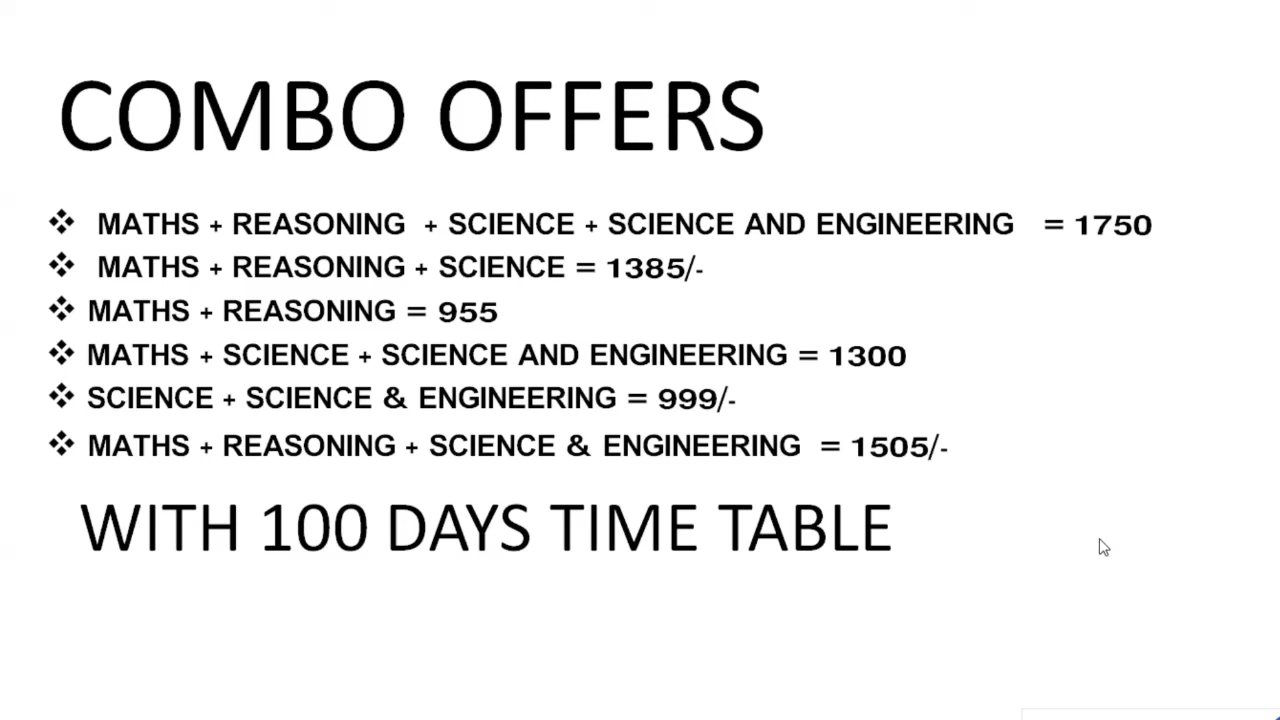 COMBO OFFERS
❖ MATHS + REASONING + SCIENCE + SCIENCE AND ENGINEERING = 1750
❖ MATHS + REASONING + SCIENCE = 1385/-
❖ MATHS + REASONING = 955
❖ MATHS + SCIENCE + SCIENCE AND ENGINEERING = 1300
❖ SCIENCE + SCIENCE & ENGINEERING = 999/-
❖ MATHS + REASONING + SCIENCE & ENGINEERING = 1505/-
WITH 100 DAYS TIME TABLE